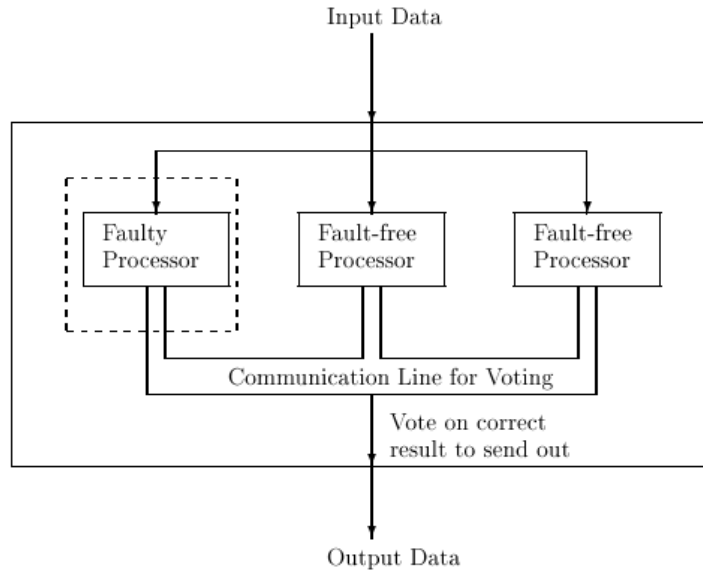 Input Data
Faulty
Processor
Fault-free
Processor
Fault-free
Processor
Communication Line for Voting
Vote on correct
result to send out
Output Data